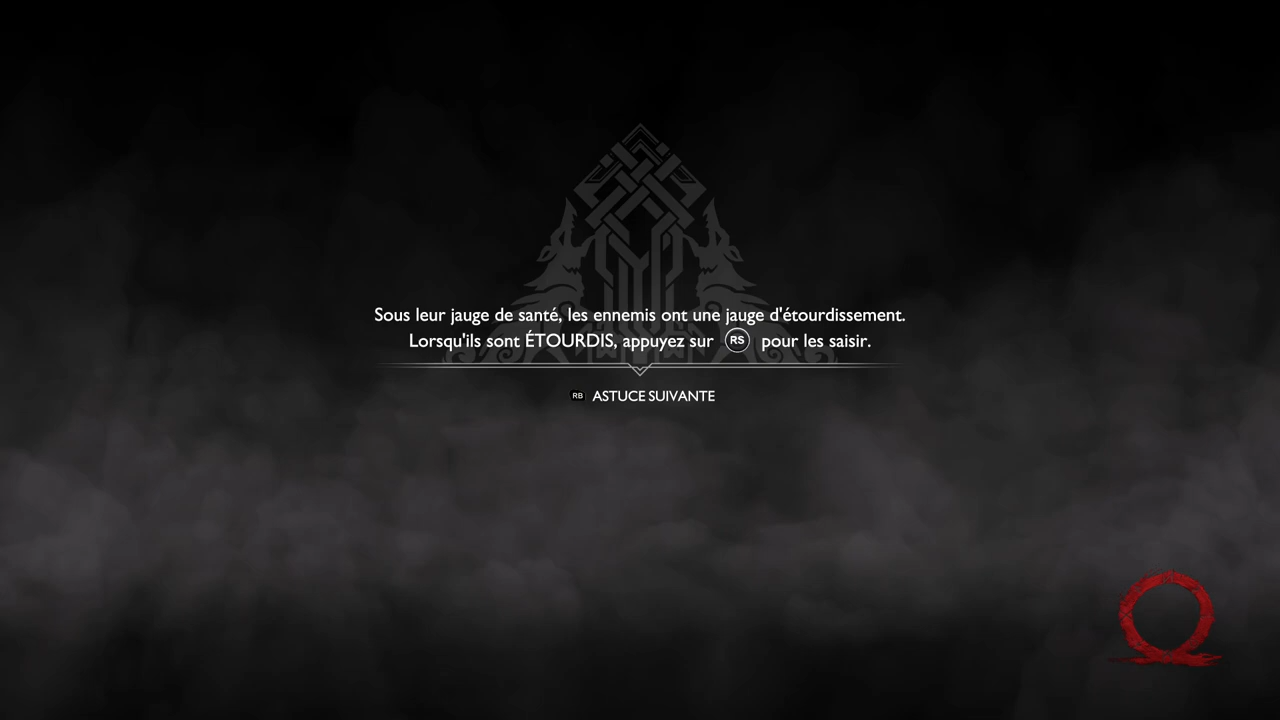 Sous leur jauge de santé, les ennemis ont une jauge d'étourdissement.
Lorsqu'ils sont ÉTOURDIS, appuyez sur RS pour les saisir.
RB ASTUCE SUIVANTE